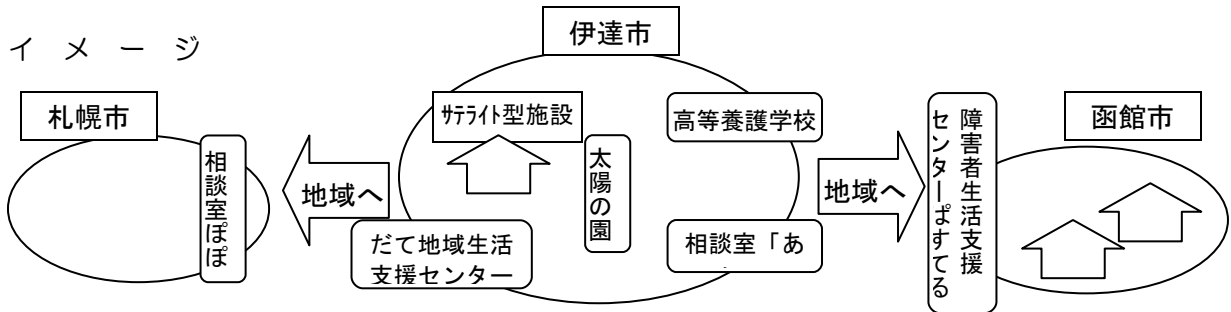 イメージ
伊達市
札幌市
ｻﾃﾗｲﾄ型施設
高等養護学校
函館市
相談室ぽぽ
地域へ
太陽の園
地域へ
障害者生活支援
センターぱすてる
だて地域生活
支援センター
相談室「あ